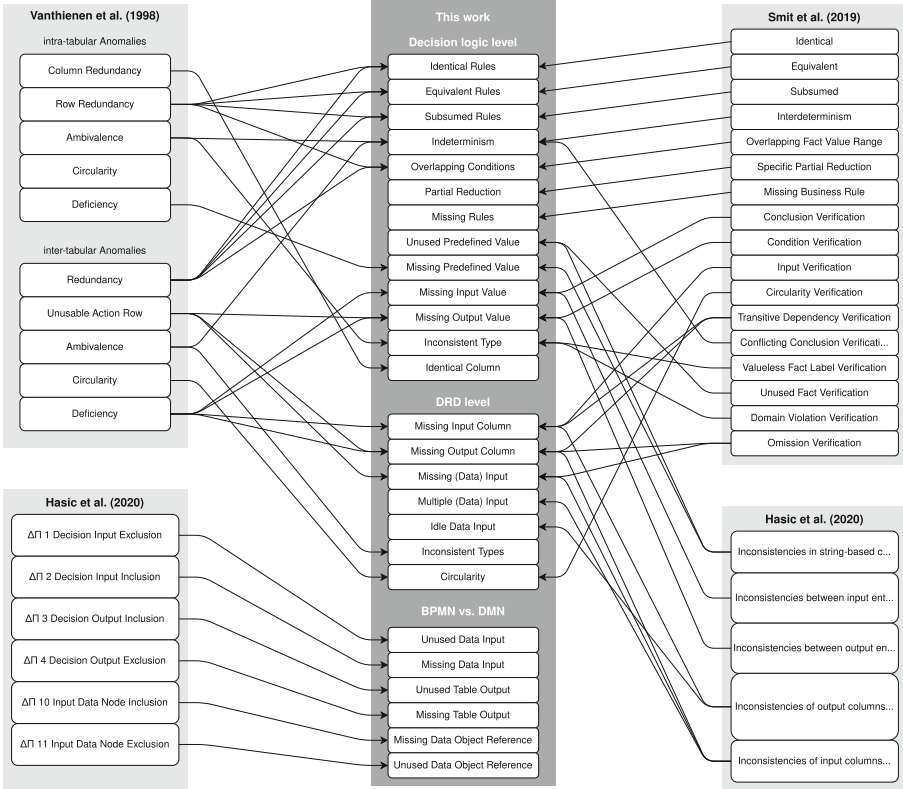 Vanthienen et al. (1998)
intra-tabular Anomalies
Column Redundancy
Row Redundancy
Ambivalence
Circularity
Deficiency
inter-tabular Anomalies
Redundancy
Unusable Action Row
Ambivalence
Circularity
Deficiency
Hasic et al. (2020)
ΔΠ 1 Decision Input Exclusion
ΔΠ 2 Decision Input Inclusion
ΔΠ 3 Decision Output Inclusion
ΔΠ 4 Decision Output Exclusion
ΔΠ 10 Input Data Node Inclusion
ΔΠ 11 Input Data Node Exclusion
This work
Decision logic level
Identical Rules
Equivalent Rules
Subsumed Rules
Indeterminism
Overlapping Conditions
Partial Reduction
Missing Rules
Unused Predefined Value
Missing Predefined Value
Missing Input Value
Missing Output Value
Inconsistent Type
Identical Column
DRD level
Missing Input Column
Missing Output Column
Missing (Data) Input
Multiple (Data) Input
Idle Data Input
Inconsistent Types
Circularity
BPMN vs. DMN
Unused Data Input
Missing Data Input
Unused Table Output
Missing Table Output
Missing Data Object Reference
Unused Data Object Reference
Smit et al. (2019)
Identical
Equivalent
Subsumed
Interdeterminism
Overlapping Fact Value Range
Specific Partial Reduction
Missing Business Rule
Conclusion Verification
Condition Verification
Input Verification
Circularity Verification
Transitive Dependency Verification
Conflicting Conclusion Verificati...
Valueless Fact Label Verification
Unused Fact Verification
Domain Violation Verification
Omission Verification
Hasic et al. (2020)
Inconsistencies in string-based c...
Inconsistencies between input ent...
Inconsistencies between output en...
Inconsistencies of output columns...
Inconsistencies of input columns...